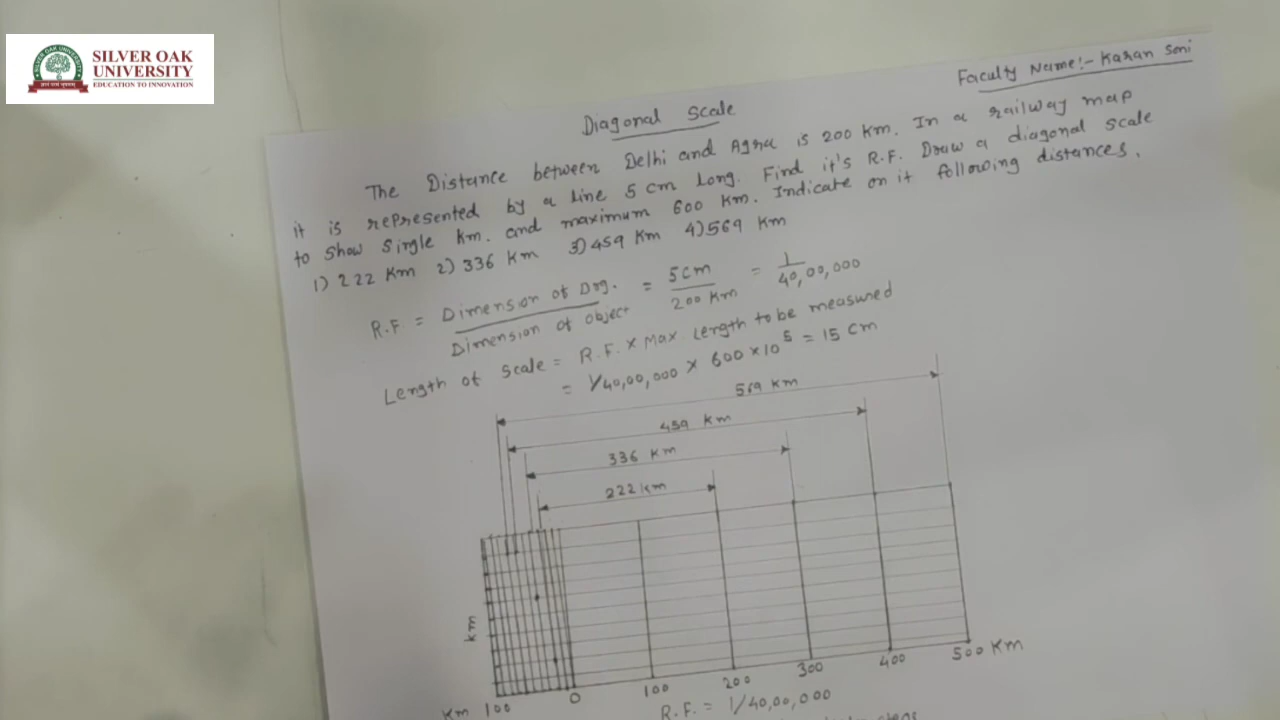 SILVER OAK
UNIVERSITY
EDUCATION TO INNOVATION
Faculty Name:- Karan Soni
Diagonal Scale
The Distance between Delhi and Agra is 200 km. In a railway map
it is represented by a line 5 cm long. Find it's R.F. Draw a diagonal scale
to show single km. and maximum 600 km. Indicate on it following distances.
1) 222 km 2) 336 km 3) 459 km 4) 569 km
R.F = Dimension of Drg. / Dimension of object = 5cm / 200 km = 1 / 40,00,000
Length of scale = R.F. x Max Length to be measured
= 1/40,00,000 x 600 x 10^5 = 15 cm
569 km
459 km
336 km
222 km
km
km 100 0 100 200 300 400 500 km
R.F. = 1/40,00,000